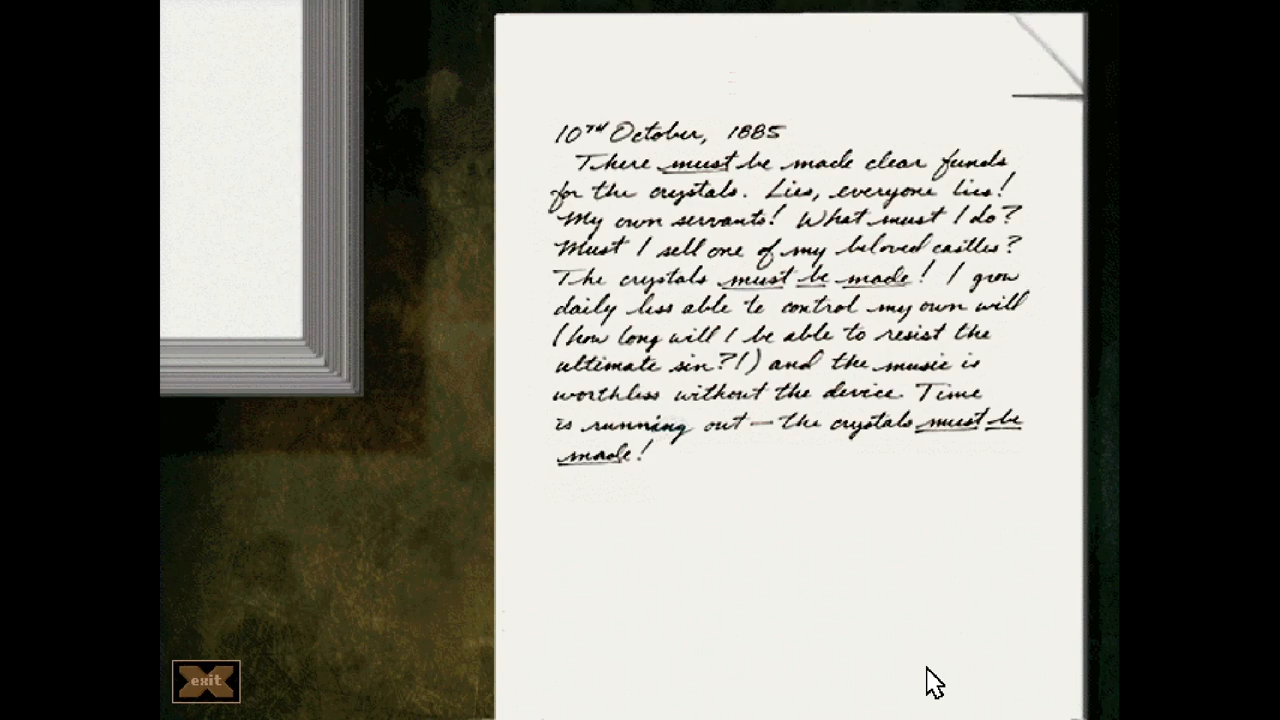 10TH October, 1885
There must be made clear funds
for the crystals. Lies, everyone lies!
My own servants! What must I do?
Must I sell one of my beloved castles?
The crystals must be made! I grow
daily less able to control my own will
(how long will I be able to resist the
ultimate sin?!) and the music is
worthless without the device. Time
is running out — the crystals must be
made!
exit